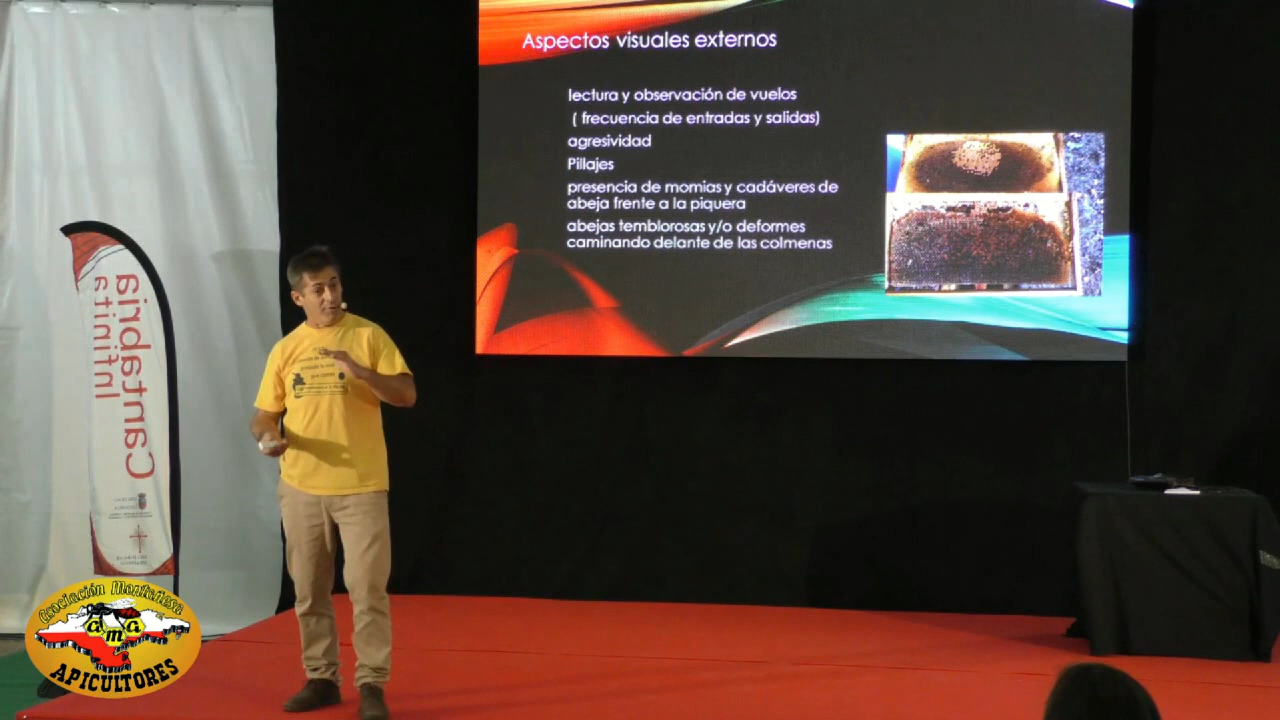 Aspectos visuales externos
lectura y observación de vuelos
( frecuencia de entradas y salidas)
agresividad
Pillajes
presencia de momias y cadáveres de
abeja frente a la piquera
abejas temblorosas y/o deformes
caminando delante de las colmenas
Cantabria
Infinita
Asociación Montañesa
AMA
APICULTORES